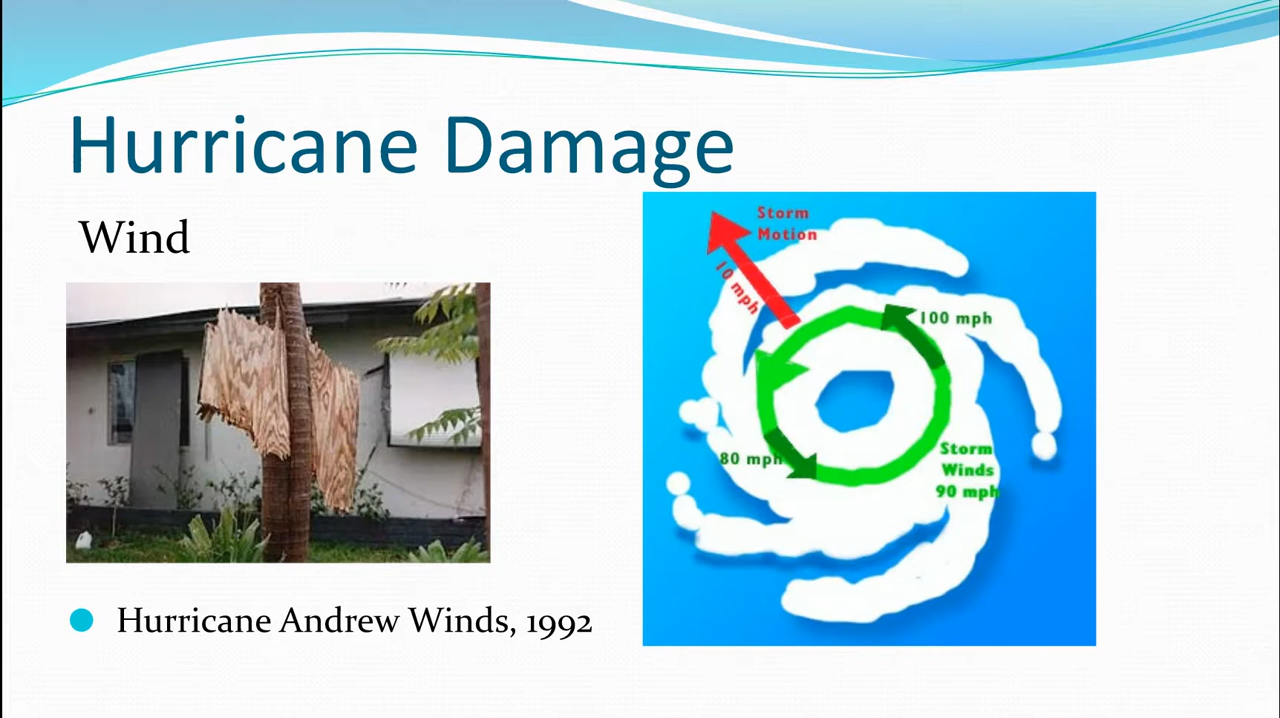 Hurricane Damage
Wind
Storm
Motion
10 mph
100 mph
80 mph
Storm
Winds
90 mph
Hurricane Andrew Winds, 1992